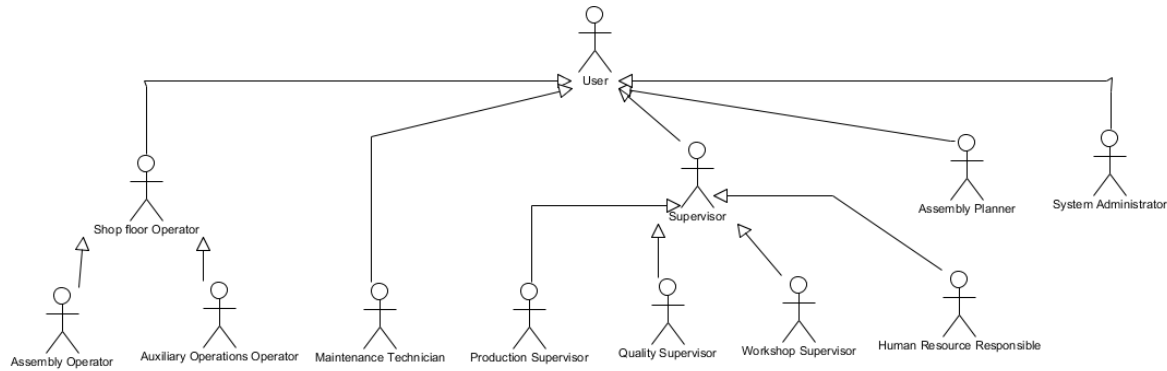 User
Shop floor Operator
Supervisor
Assembly Planner
System Administrator
Assembly Operator
Auxiliary Operations Operator
Maintenance Technician
Production Supervisor
Quality Supervisor
Workshop Supervisor
Human Resource Responsible